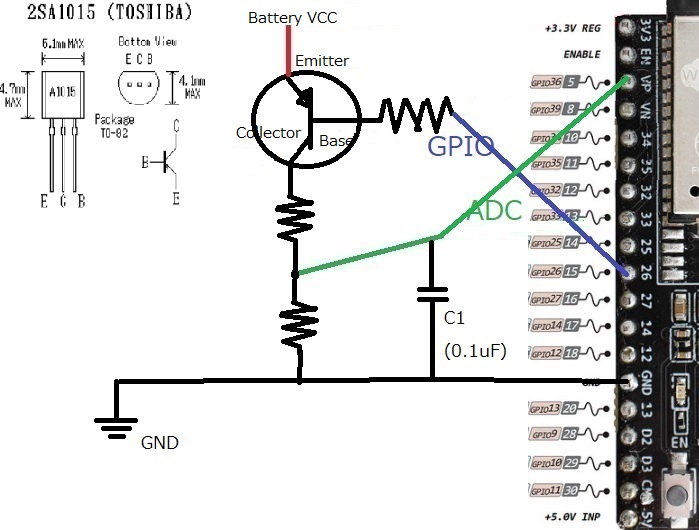 2SA1015 (TOSHIBA)
5.1mm MAX
Bottom View
E C B
4.7mm
MAX
A1015
4.1mm
MAX
Package
TO-92
E C B
C
B
E
Battery VCC
Emitter
Collector
Base
GPIO
ADC
C1
(0.1uF)
GND
+3.3V REG
ENABLE
GPIO36 5
GPIO39 8
GPIO34 10
GPIO35 11
GPIO32 12
GPIO33 13
GPIO25 14
GPIO26 15
GPIO27 16
GPIO14 17
GPIO12 18
GND
GPIO13 20
GPIO9 28
GPIO10 29
GPIO11 30
+5.0V INP
3V3
EN
VP
VN
34
35
32
33
25
26
27
14
12
GND
13
D2
D3
EN